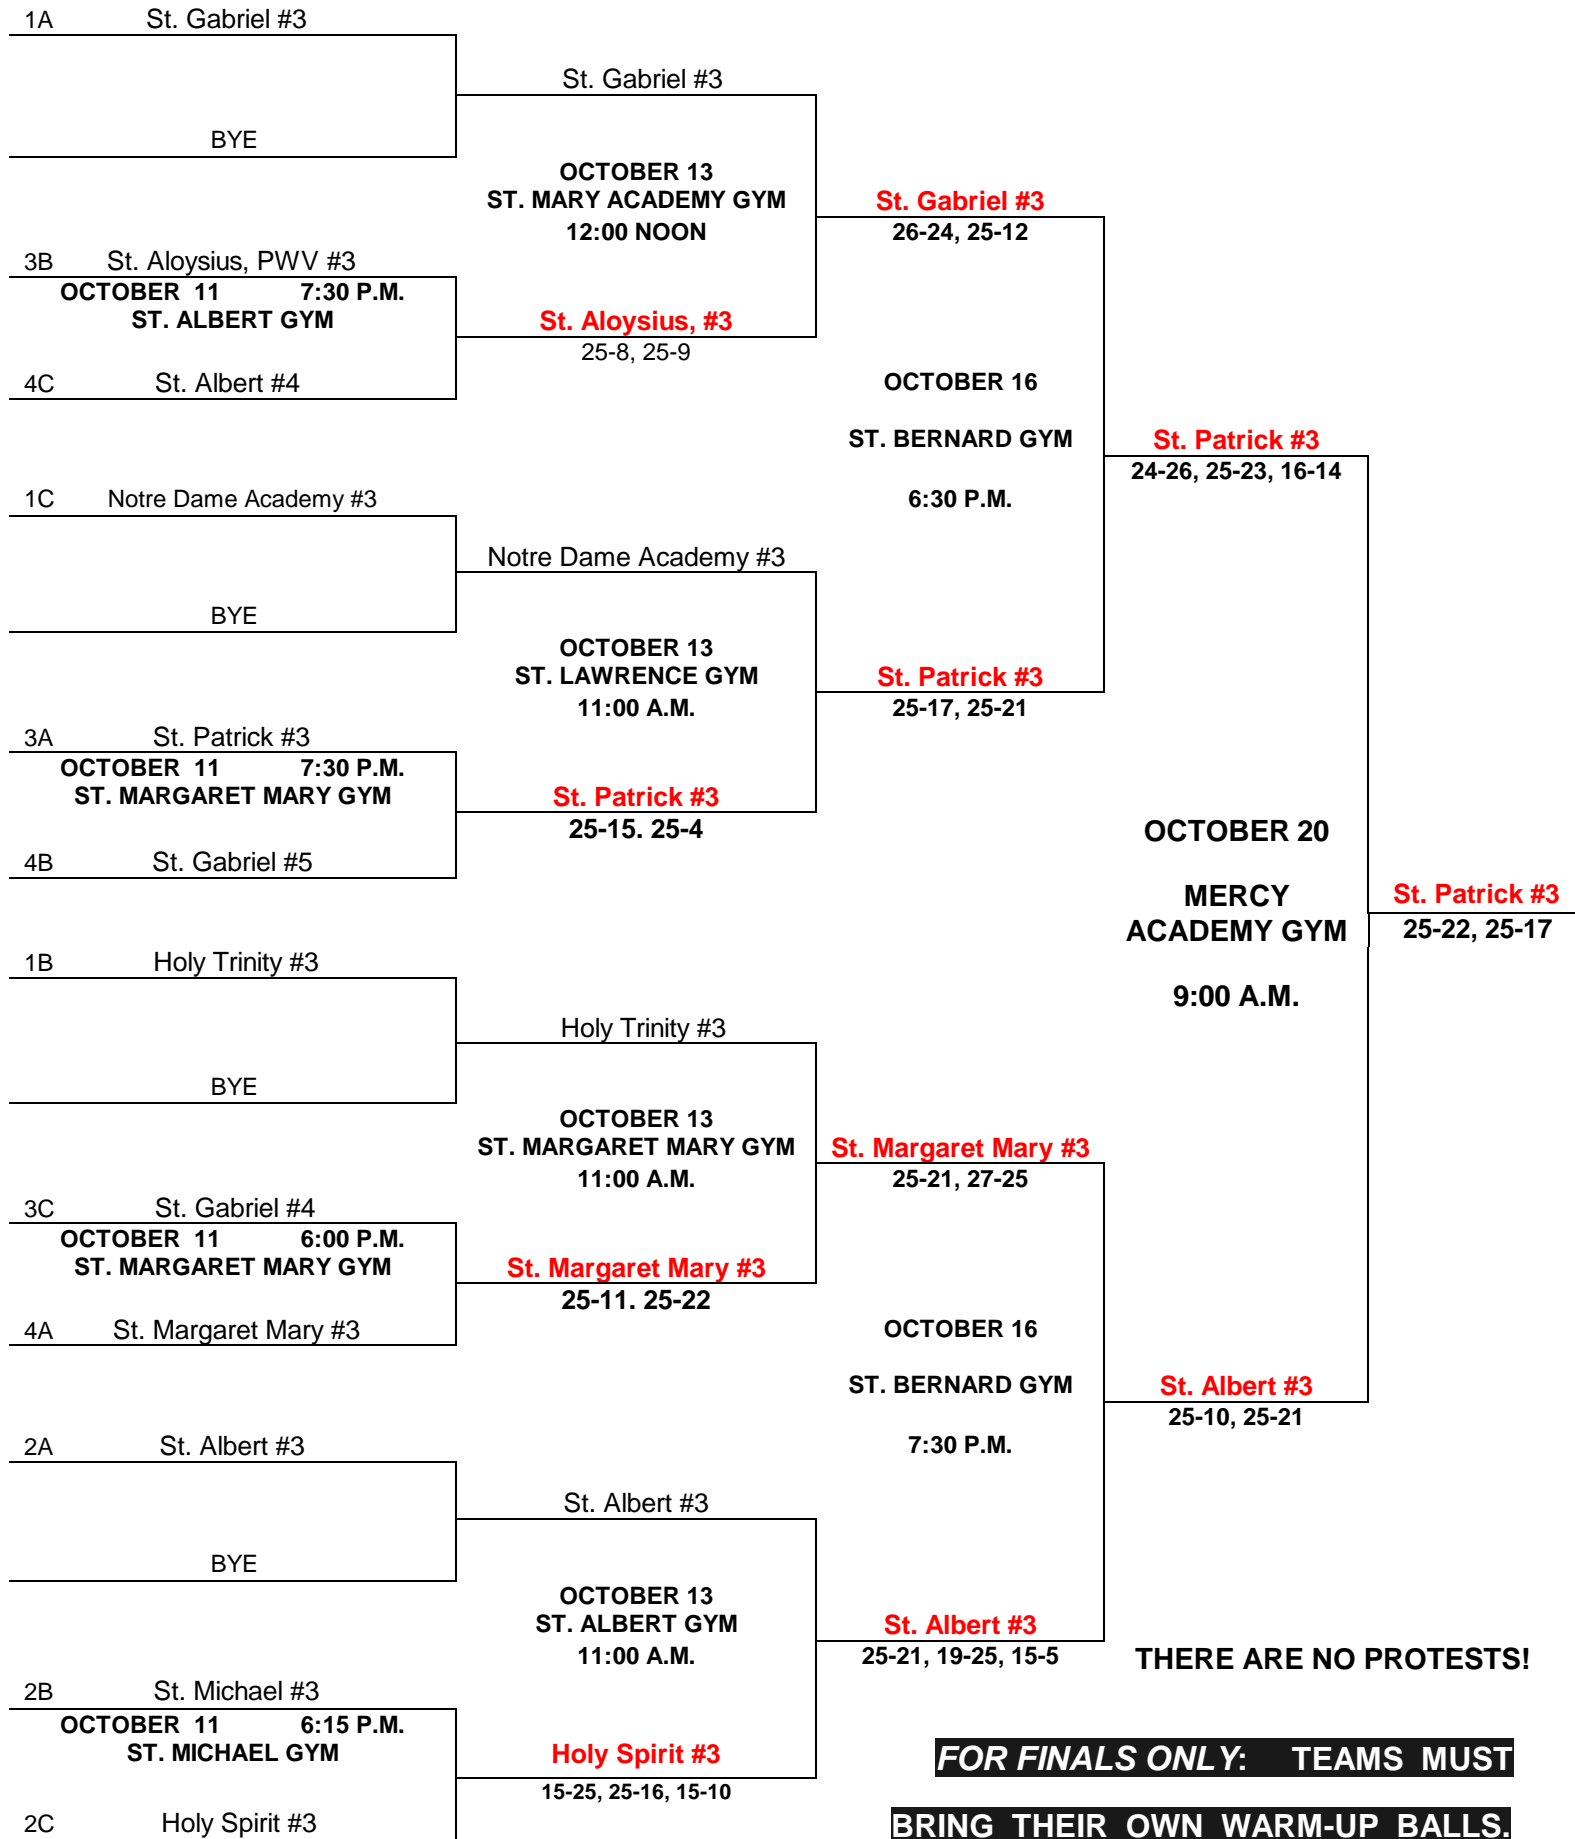 1A St. Gabriel #3
St. Gabriel #3
BYE
OCTOBER 13
ST. MARY ACADEMY GYM
12:00 NOON
St. Gabriel #3
26-24, 25-12
3B St. Aloysius, PWV #3
OCTOBER 11 7:30 P.M.
ST. ALBERT GYM
St. Aloysius, #3
25-8, 25-9
4C St. Albert #4
OCTOBER 16
ST. BERNARD GYM
6:30 P.M.
St. Patrick #3
24-26, 25-23, 16-14
1C Notre Dame Academy #3
Notre Dame Academy #3
BYE
OCTOBER 13
ST. LAWRENCE GYM
11:00 A.M.
St. Patrick #3
25-17, 25-21
3A St. Patrick #3
OCTOBER 11 7:30 P.M.
ST. MARGARET MARY GYM
St. Patrick #3
25-15. 25-4
4B St. Gabriel #5
OCTOBER 20
MERCY
ACADEMY GYM
9:00 A.M.
St. Patrick #3
25-22, 25-17
1B Holy Trinity #3
Holy Trinity #3
BYE
OCTOBER 13
ST. MARGARET MARY GYM
11:00 A.M.
St. Margaret Mary #3
25-21, 27-25
3C St. Gabriel #4
OCTOBER 11 6:00 P.M.
ST. MARGARET MARY GYM
St. Margaret Mary #3
25-11. 25-22
4A St. Margaret Mary #3
OCTOBER 16
ST. BERNARD GYM
7:30 P.M.
St. Albert #3
25-10, 25-21
2A St. Albert #3
St. Albert #3
BYE
OCTOBER 13
ST. ALBERT GYM
11:00 A.M.
St. Albert #3
25-21, 19-25, 15-5
THERE ARE NO PROTESTS!
2B St. Michael #3
OCTOBER 11 6:15 P.M.
ST. MICHAEL GYM
Holy Spirit #3
15-25, 25-16, 15-10
2C Holy Spirit #3
FOR FINALS ONLY: TEAMS MUST
BRING THEIR OWN WARM-UP BALLS.